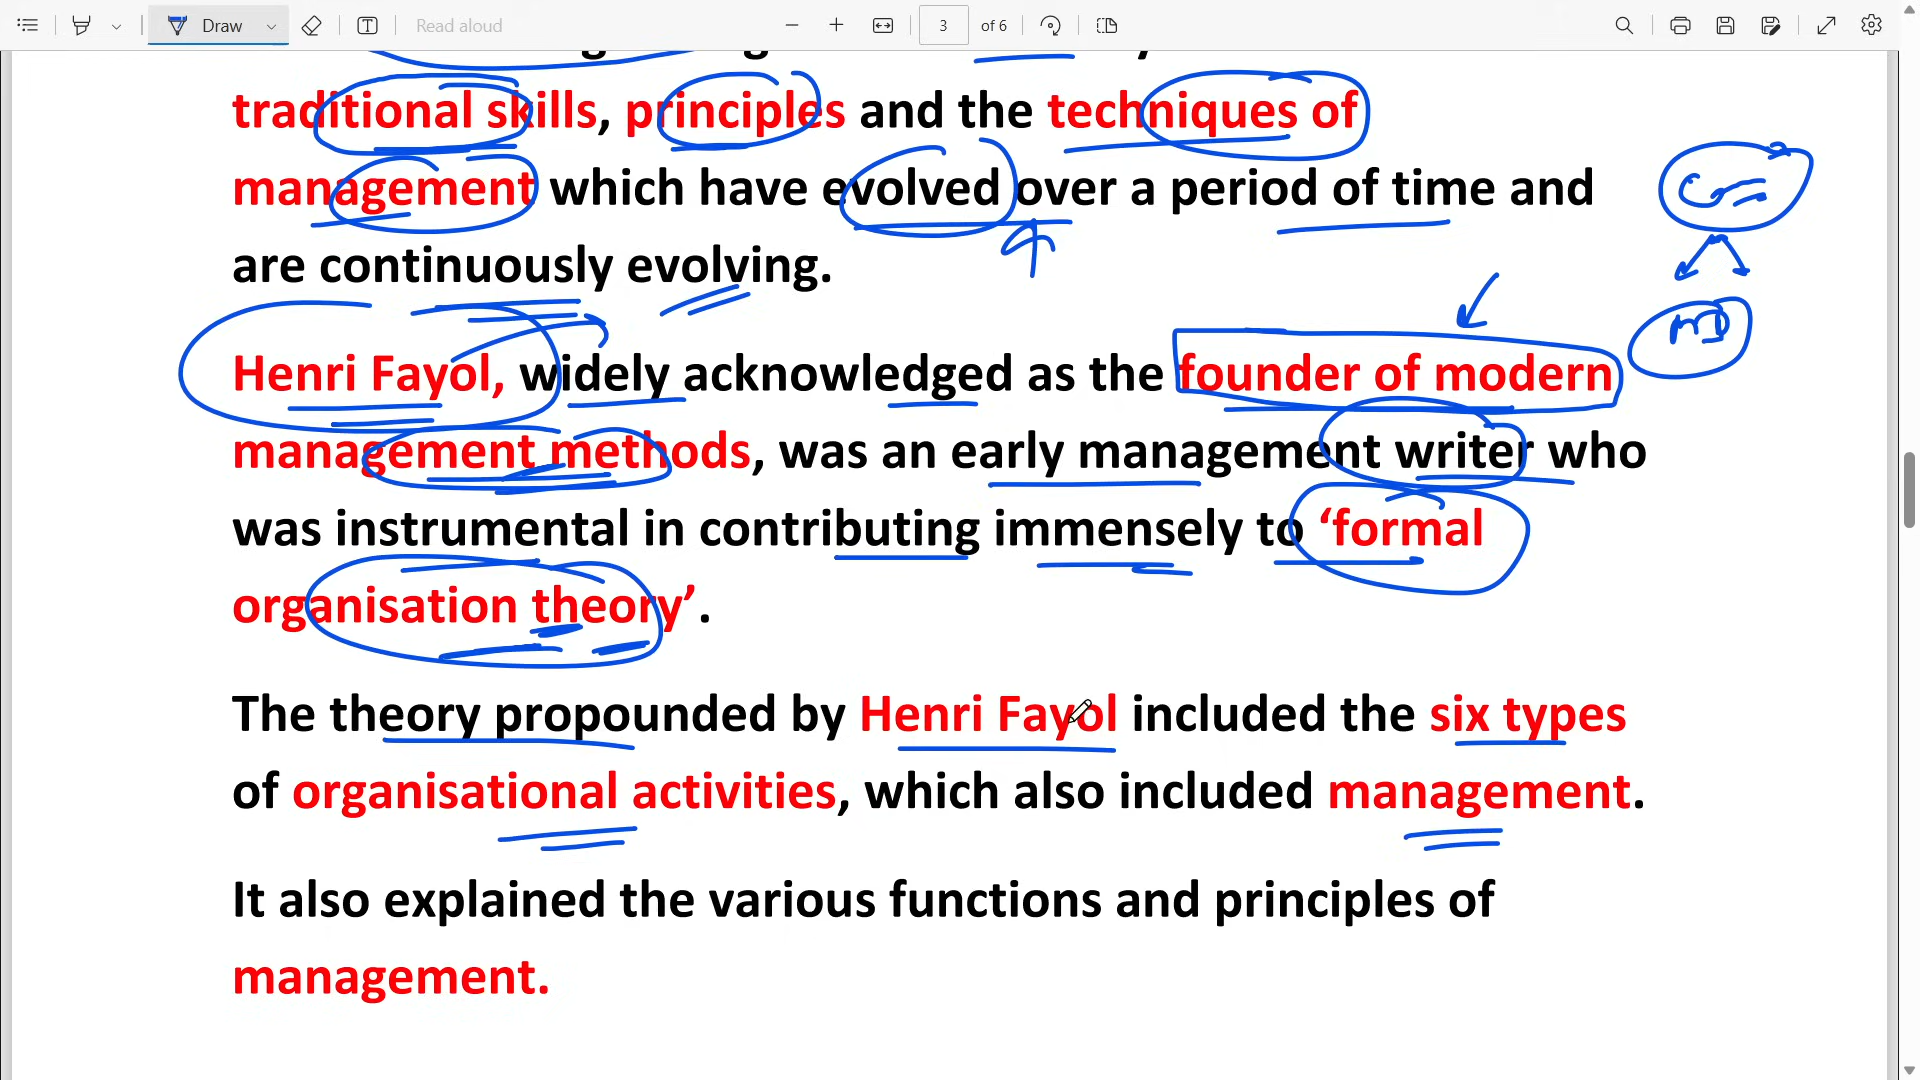 Draw
Read aloud
3
of 6
traditional skills, principles and the techniques of
management which have evolved over a period of time and
are continuously evolving.
Henri Fayol, widely acknowledged as the founder of modern
management methods, was an early management writer who
was instrumental in contributing immensely to ‘formal
organisation theory’.
The theory propounded by Henri Fayol included the six types
of organisational activities, which also included management.
It also explained the various functions and principles of
management.